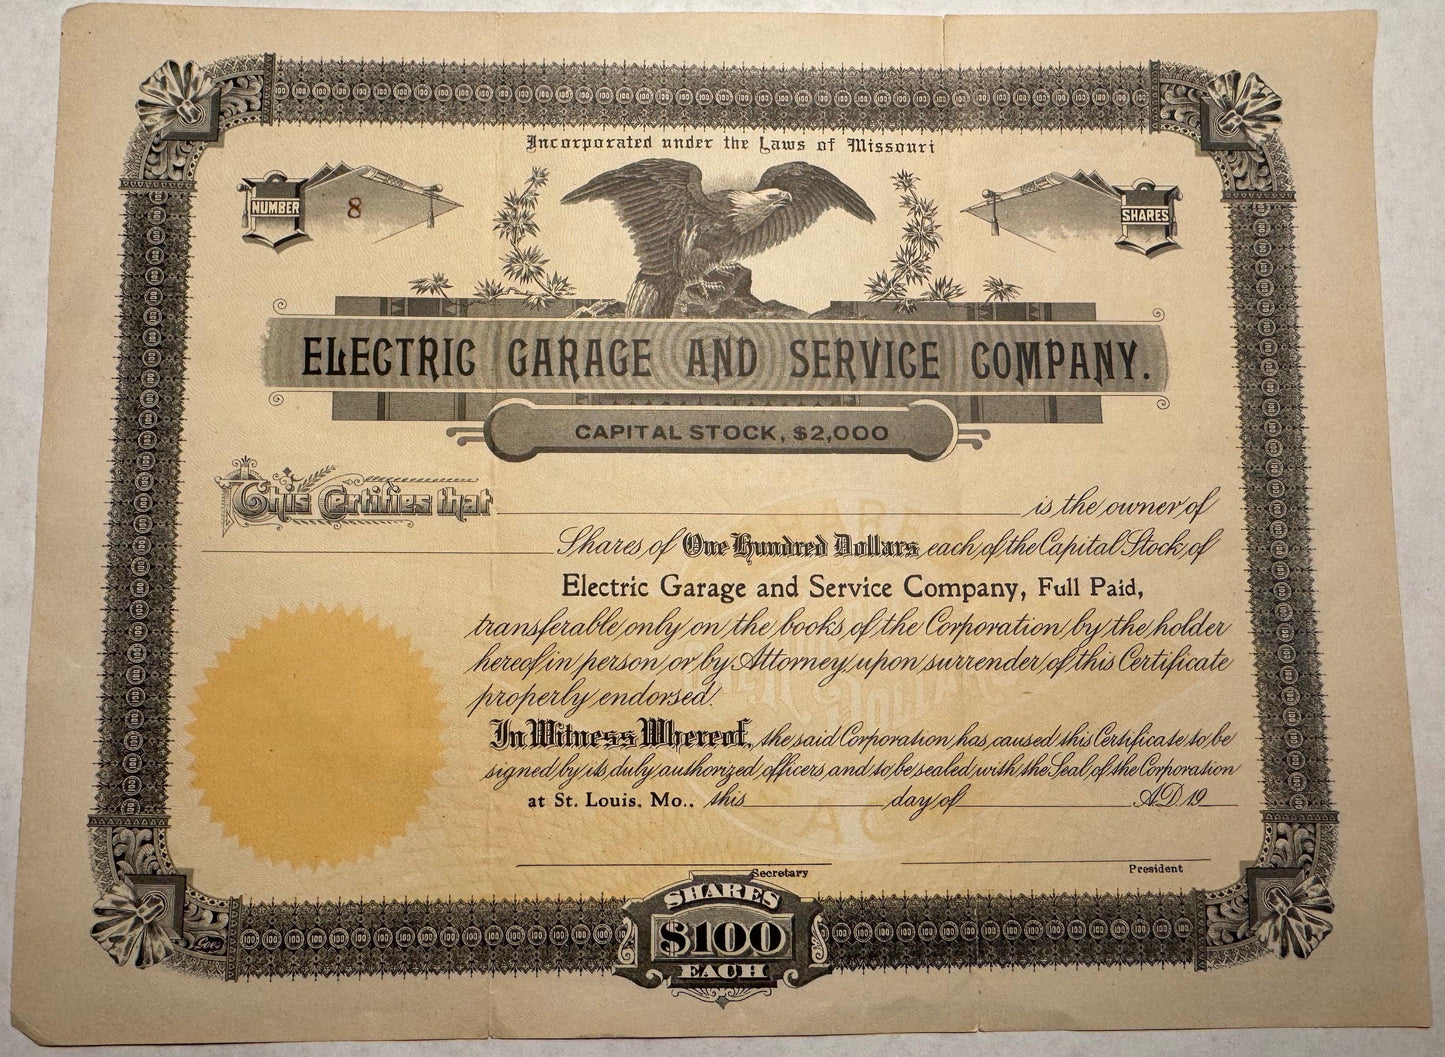 Incorporated under the Laws of Missouri
NUMBER 8 SHARES
ELECTRIC GARAGE AND SERVICE COMPANY.
CAPITAL STOCK, $2,000
This Certifies that is the owner of
Shares of One Hundred Dollars each of the Capital Stock of
Electric Garage and Service Company, Full Paid,
transferable only on the books of the Corporation by the holder
hereof in person or by Attorney upon surrender of this Certificate
properly endorsed.
In Witness Whereof, the said Corporation has caused this Certificate to be
signed by its duly authorized officers and to be sealed with the Seal of the Corporation
at St. Louis, Mo., this day of A.D. 19
Secretary President
SHARES
$100
EACH
Goes